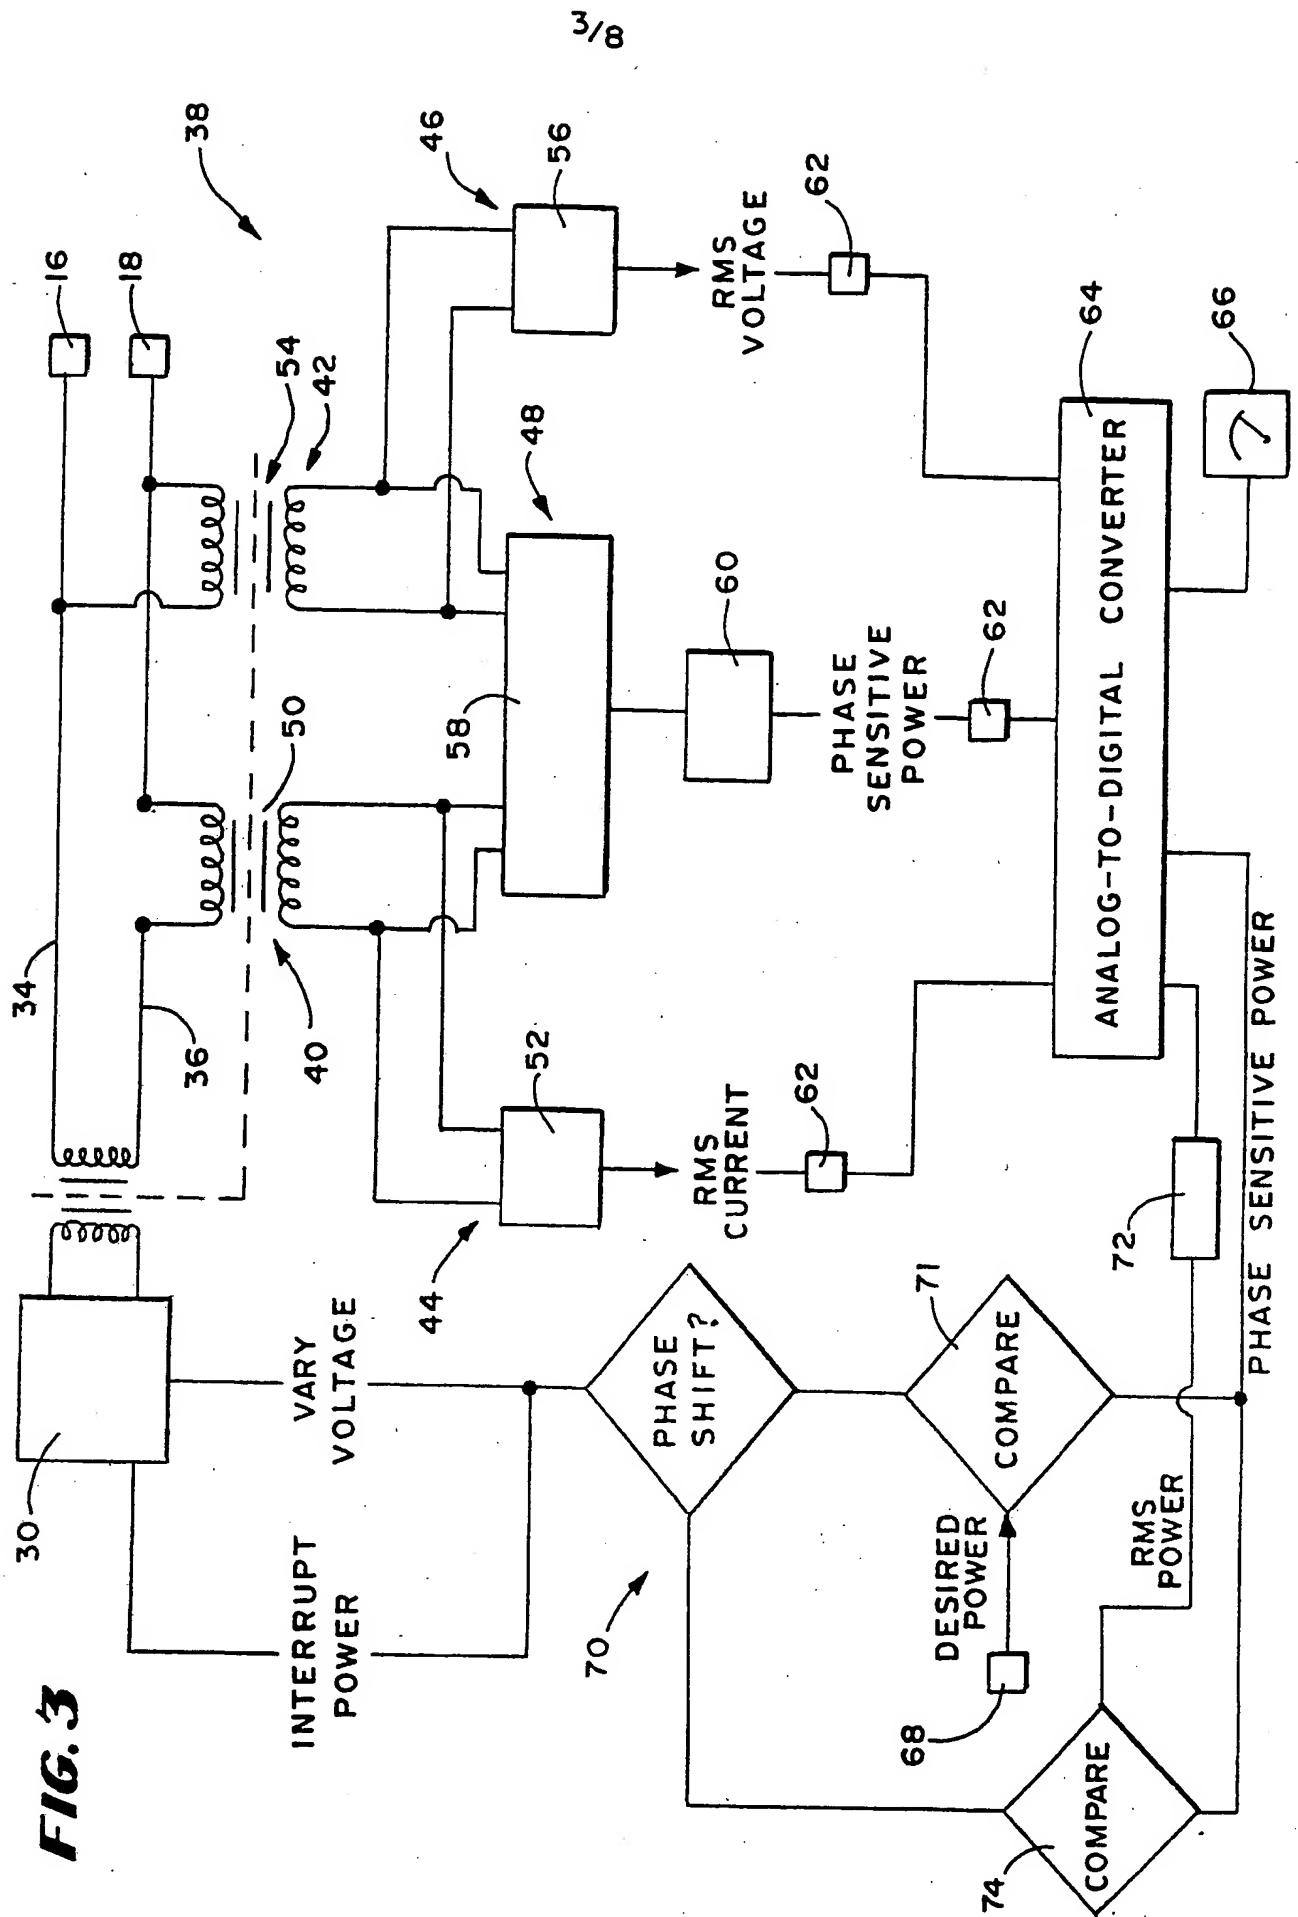 3/8
FIG. 3
30
34
36
16
18
38
INTERRUPT
POWER
VARY
VOLTAGE
40
50
54
42
44
52
58
48
46
56
RMS
CURRENT
62
60
PHASE
SENSITIVE
POWER
62
RMS
VOLTAGE
62
70
PHASE
SHIFT?
68
DESIRED
POWER
71
COMPARE
64
ANALOG-TO-DIGITAL CONVERTER
66
74
COMPARE
RMS
POWER
72
PHASE SENSITIVE POWER